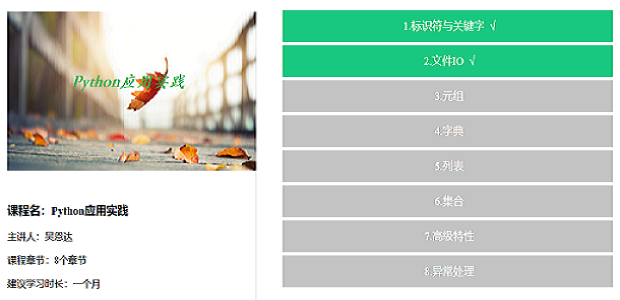 Python应用实践
课程名：Python应用实践
主讲人：吴恩达
课程章节：8个章节
建议学习时长：一个月
1.标识符与关键字 √
2.文件IO √
3.元组
4.字典
5.列表
6.集合
7.高级特性
8.异常处理